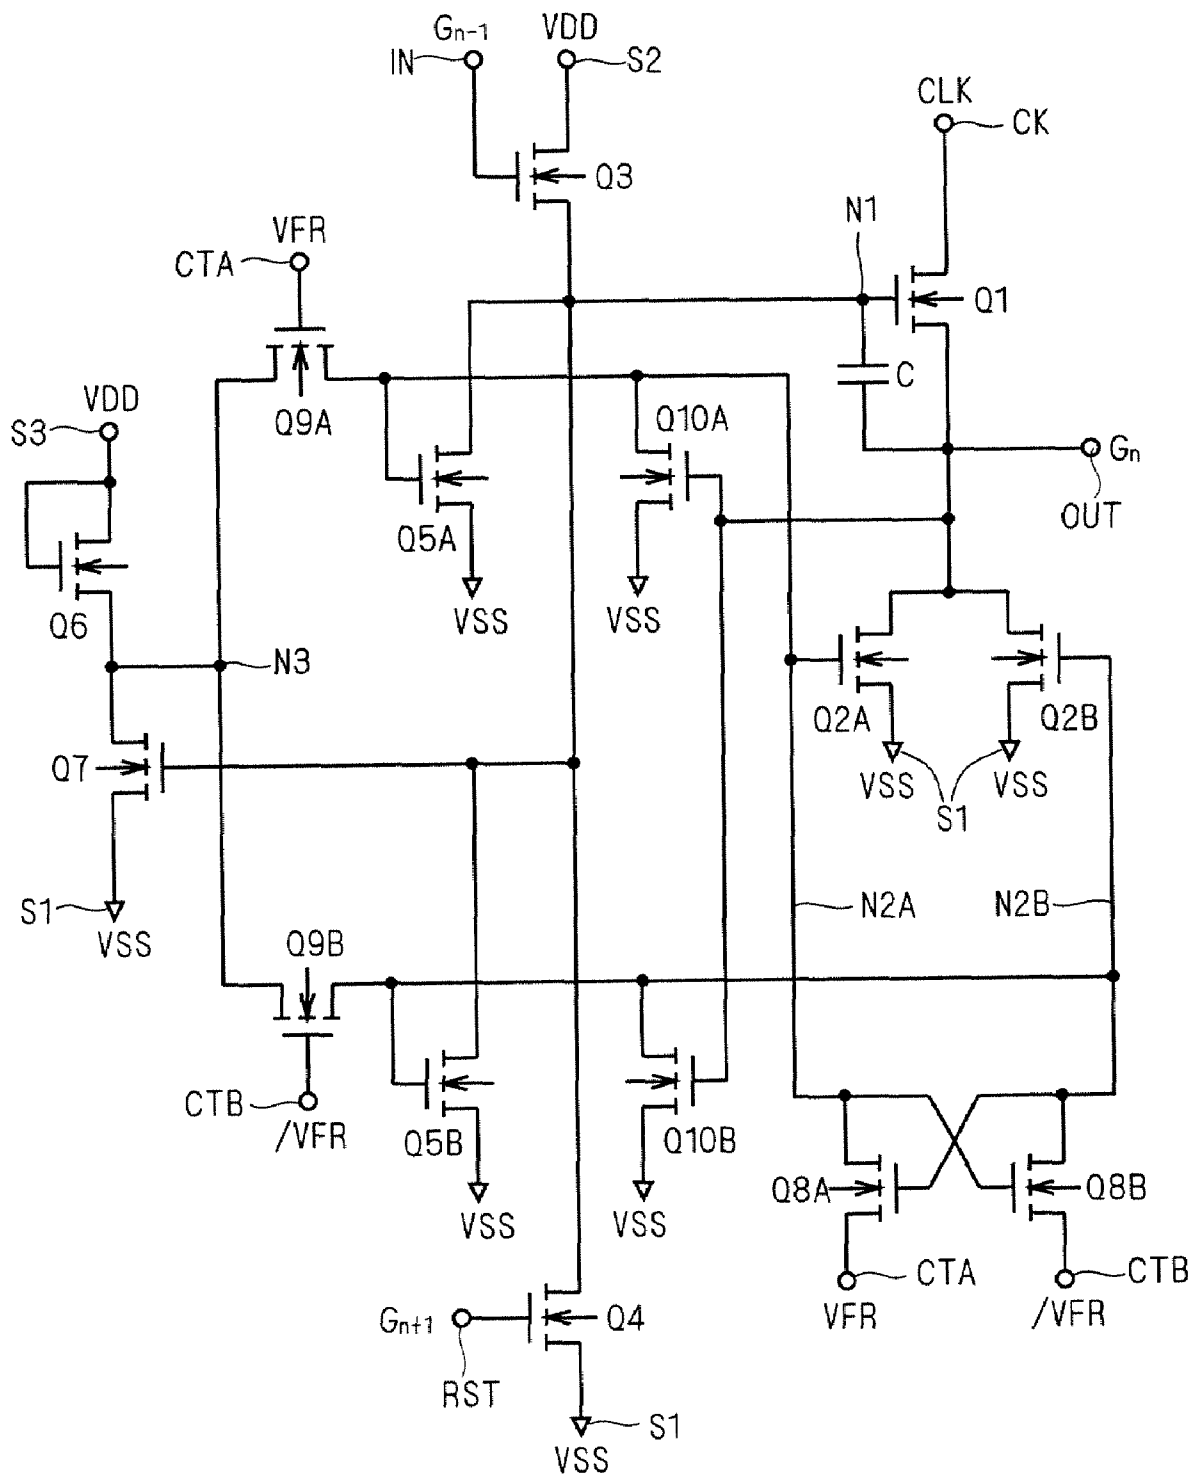 Gn-1
VDD
IN
S2
CLK
CK
Q3
N1
VFR
CTA
Q1
C
VDD
S3
Q9A
Q10A
Gn
OUT
Q5A
Q6
VSS
VSS
N3
Q2A
Q2B
Q7
VSS
VSS
S1
S1
VSS
N2A
N2B
Q9B
CTB
/VFR
Q5B
Q10B
Q8A
Q8B
VSS
VSS
CTA
CTB
VFR
/VFR
Gn+1
Q4
RST
S1
VSS